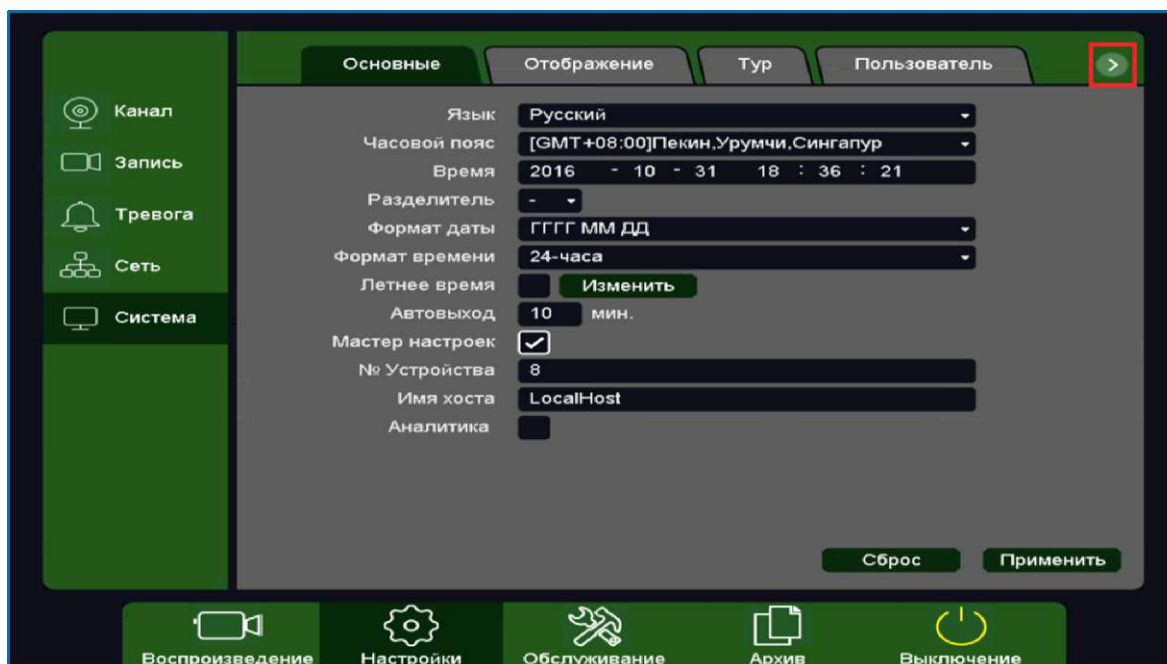 Основные Отображение Тур Пользователь >
Канал
Запись
Тревога
Сеть
Система
Язык Русский
Часовой пояс [GMT+08:00]Пекин,Урумчи,Сингапур
Время 2016 - 10 - 31 18 : 36 : 21
Разделитель -
Формат даты ГГГГ ММ ДД
Формат времени 24-часа
Летнее время Изменить
Автовыход 10 мин.
Мастер настроек
№ Устройства 8
Имя хоста LocalHost
Аналитика
Сброс Применить
Воспроизведение Настройки Обслуживание Архив Выключение